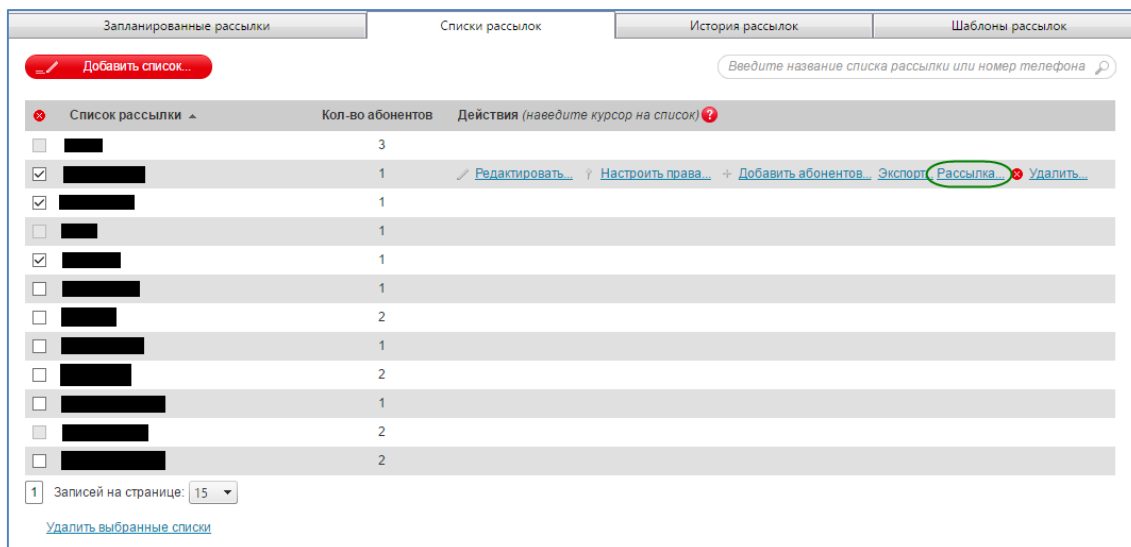 Запланированные рассылки Списки рассылок История рассылок Шаблоны рассылок
Добавить список... Введите название списка рассылки или номер телефона
Список рассылки Кол-во абонентов Действия (наведите курсор на список) ?
3
1 Редактировать... Настроить права... Добавить абонентов... Экспорт... Рассылка... Удалить...
1
1
1
1
2
1
2
1
2
2
1 Записей на странице: 15
Удалить выбранные списки